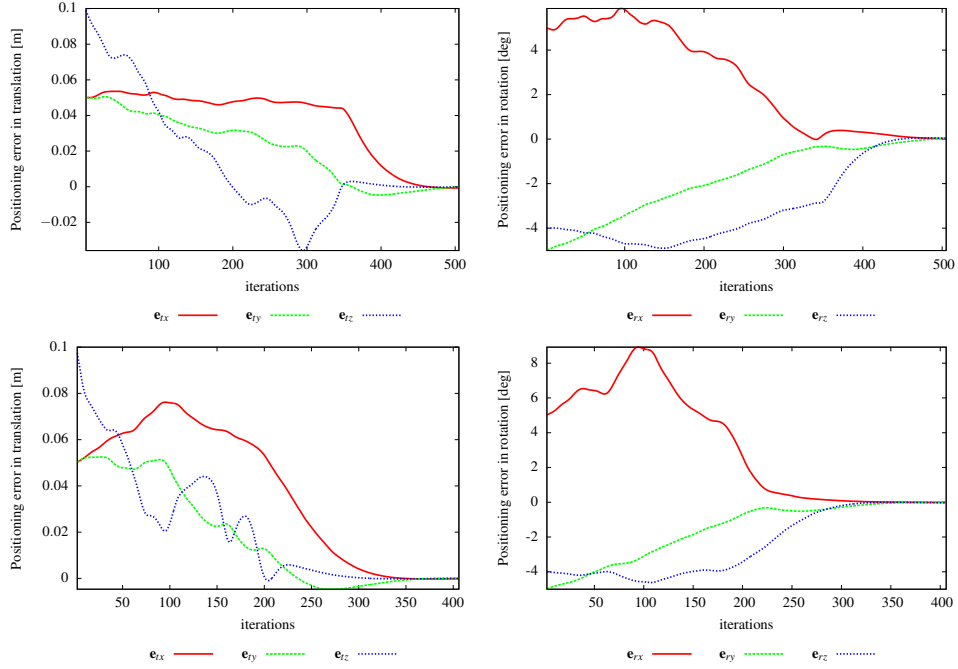 Positioning error in translation [m]
0.1
0.08
0.06
0.04
0.02
0
−0.02
100 200 300 400 500
iterations
e_tx e_ty e_tz
Positioning error in rotation [deg]
4
2
0
−2
-4
100 200 300 400 500
iterations
e_rx e_ry e_rz
Positioning error in translation [m]
0.1
0.08
0.06
0.04
0.02
0
50 100 150 200 250 300 350 400
iterations
e_tx e_ty e_tz
Positioning error in rotation [deg]
8
6
4
2
0
−2
-4
50 100 150 200 250 300 350 400
iterations
e_rx e_ry e_rz